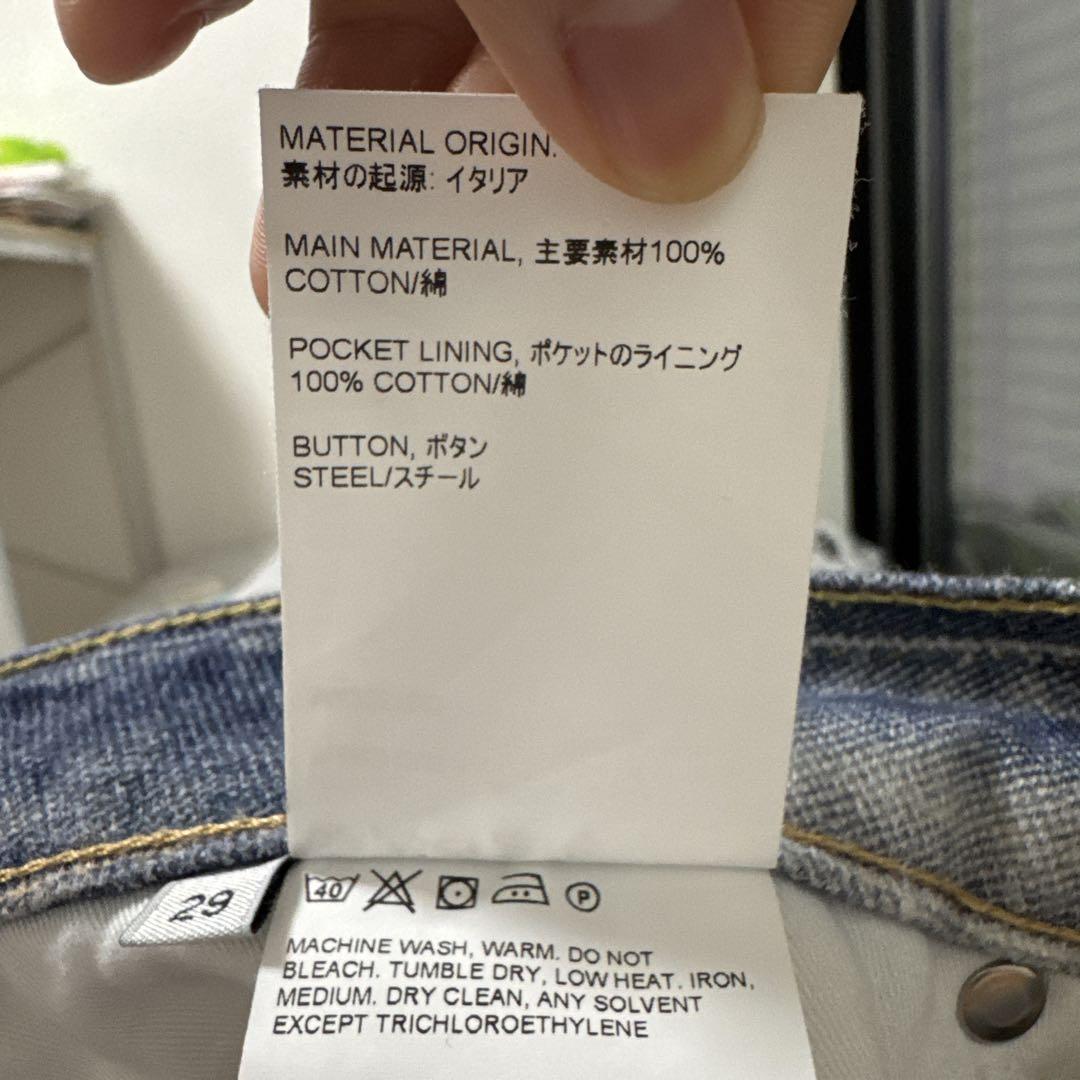 MATERIAL ORIGIN.
素材の起源: イタリア
MAIN MATERIAL, 主要素材100%
COTTON/綿
POCKET LINING, ポケットのライニング
100% COTTON/綿
BUTTON, ボタン
STEEL/スチール
29
40
P
MACHINE WASH, WARM. DO NOT
BLEACH. TUMBLE DRY, LOW HEAT. IRON,
MEDIUM. DRY CLEAN, ANY SOLVENT
EXCEPT TRICHLOROETHYLENE